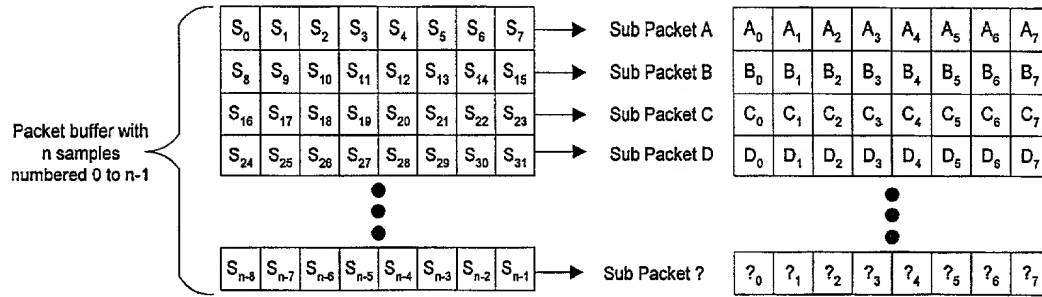 S0 S1 S2 S3 S4 S5 S6 S7 Sub Packet A A0 A1 A2 A3 A4 A5 A6 A7
S8 S9 S10 S11 S12 S13 S14 S15 Sub Packet B B0 B1 B2 B3 B4 B5 B6 B7
S16 S17 S18 S19 S20 S21 S22 S23 Sub Packet C C0 C1 C2 C3 C4 C5 C6 C7
Packet buffer with
n samples
numbered 0 to n-1
S24 S25 S26 S27 S28 S29 S30 S31 Sub Packet D D0 D1 D2 D3 D4 D5 D6 D7
Sn-8 Sn-7 Sn-6 Sn-5 Sn-4 Sn-3 Sn-2 Sn-1 Sub Packet ? ?0 ?1 ?2 ?3 ?4 ?5 ?6 ?7